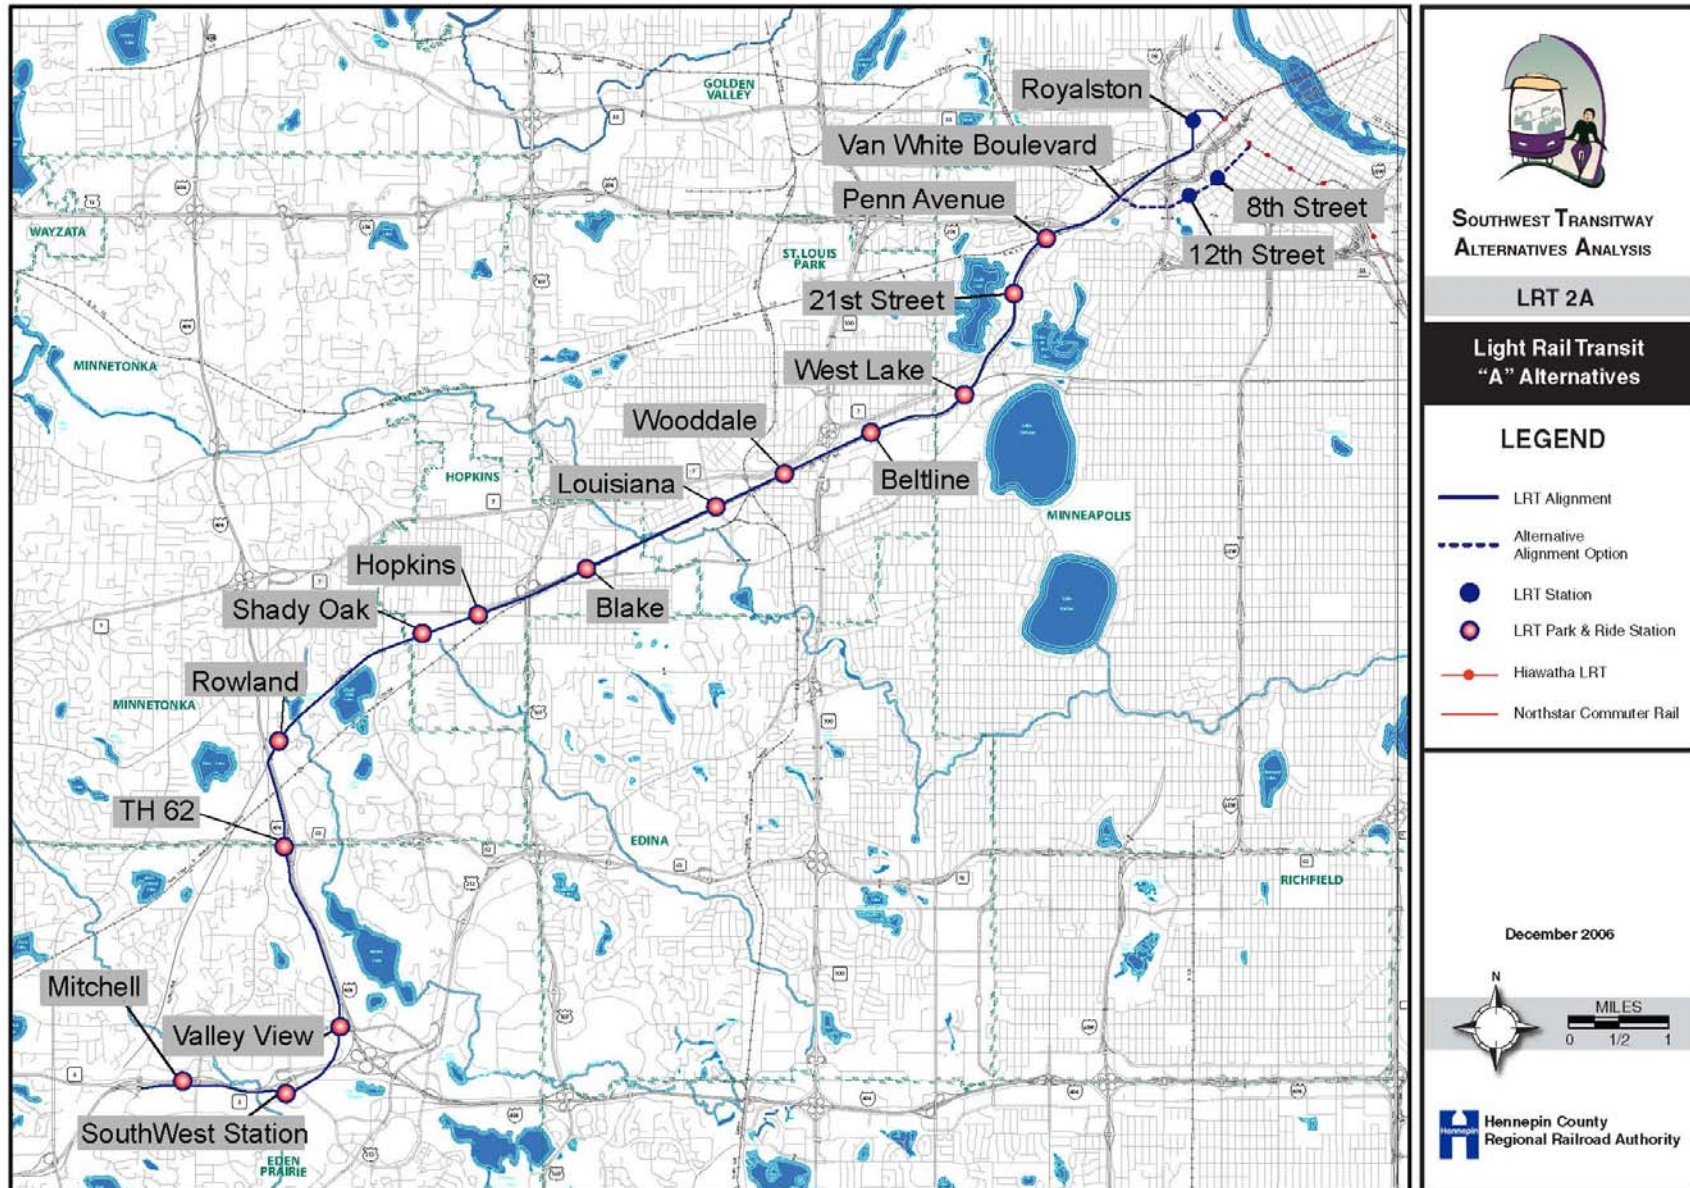 GOLDEN
VALLEY
Royalston
Van White Boulevard
Penn Avenue
8th Street
12th Street
WAYZATA
ST.LOUIS
PARK
21st Street
MINNETONKA
West Lake
Wooddale
HOPKINS
Louisiana
Beltline
MINNEAPOLIS
Hopkins
Shady Oak
Blake
Rowland
MINNETONKA
TH 62
EDINA
RICHFIELD
Mitchell
Valley View
SouthWest Station
EDEN
PRAIRIE
SOUTHWEST TRANSITWAY
ALTERNATIVES ANALYSIS
LRT 2A
Light Rail Transit
“A” Alternatives
LEGEND
LRT Alignment
Alternative
Alignment Option
LRT Station
LRT Park & Ride Station
Hiawatha LRT
Northstar Commuter Rail
December 2006
N
MILES
0 1/2 1
Hennepin
Hennepin County
Regional Railroad Authority